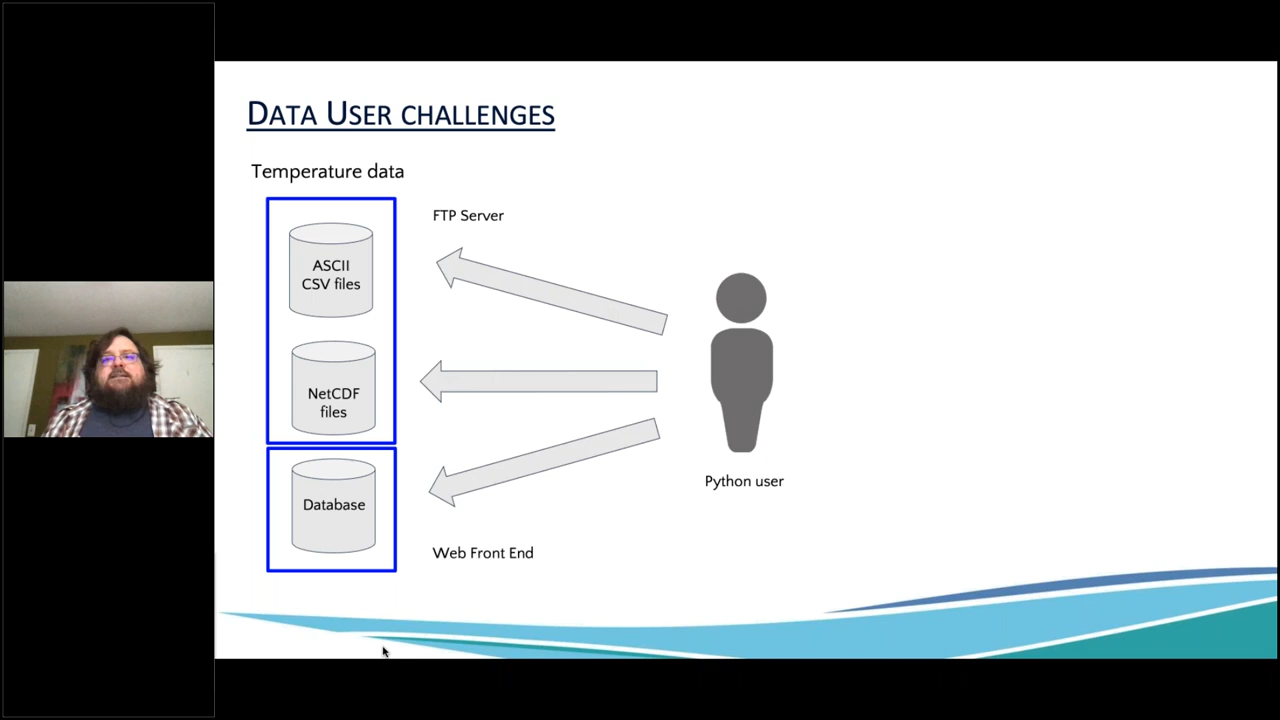 DATA USER CHALLENGES
Temperature data
FTP Server
ASCII
CSV files
NetCDF
files
Database
Python user
Web Front End